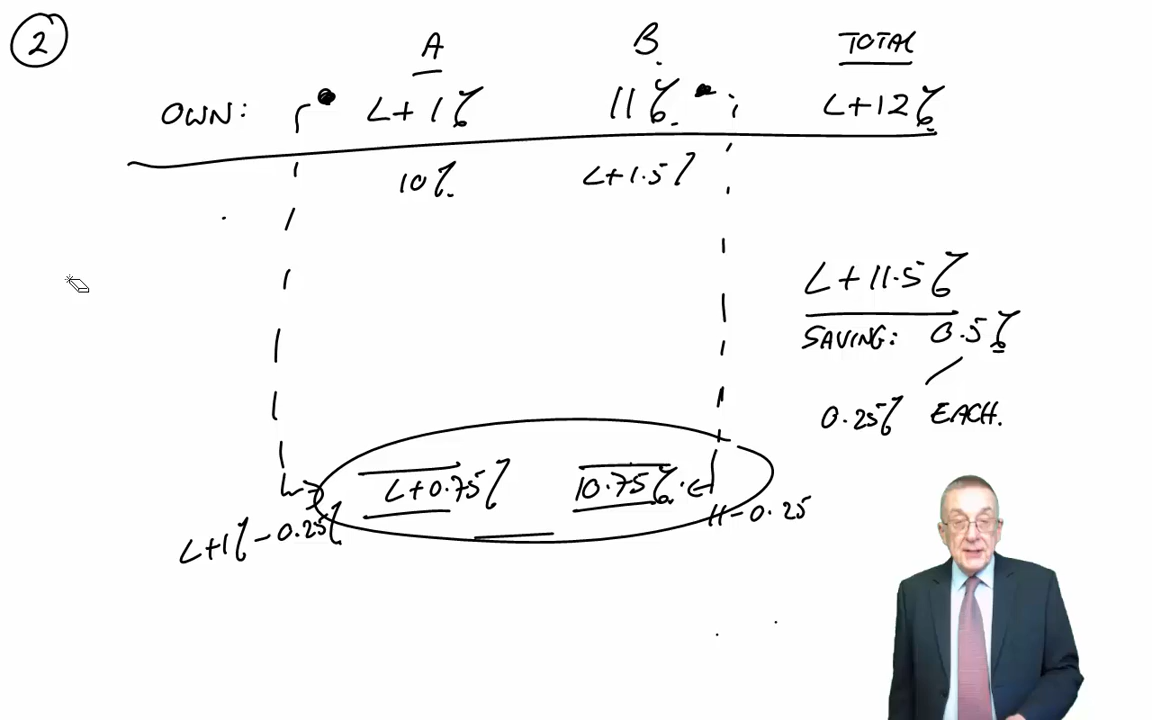 2
A B TOTAL
OWN: L+1% 11% L+12%
10% L+1.5%
L+11.5%
SAVING: 0.5%
0.25% EACH.
L+0.75% 10.75%
L+1%-0.25% 11-0.25